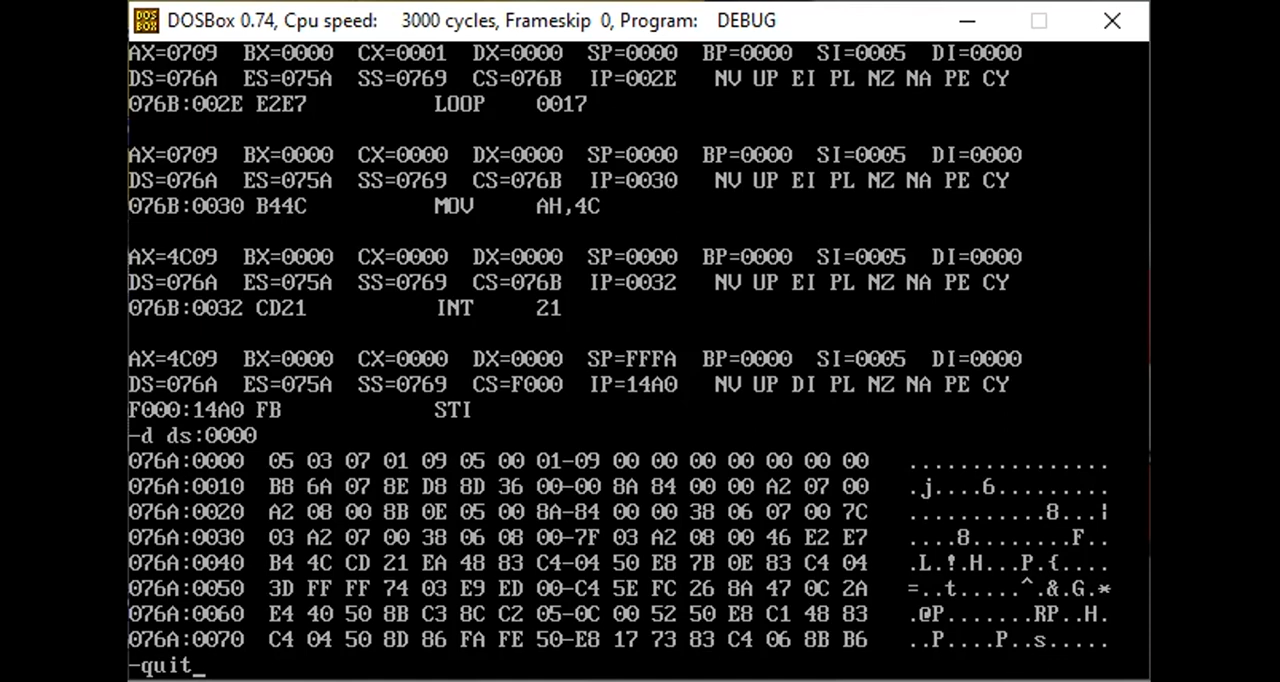 DOS BOX DOSBox 0.74, Cpu speed: 3000 cycles, Frameskip 0, Program: DEBUG
AX=0709 BX=0000 CX=0001 DX=0000 SP=0000 BP=0000 SI=0005 DI=0000
DS=076A ES=075A SS=0769 CS=076B IP=002E NV UP EI PL NZ NA PE CY
076B:002E E2E7 LOOP 0017
AX=0709 BX=0000 CX=0000 DX=0000 SP=0000 BP=0000 SI=0005 DI=0000
DS=076A ES=075A SS=0769 CS=076B IP=0030 NV UP EI PL NZ NA PE CY
076B:0030 B44C MOV AH,4C
AX=4C09 BX=0000 CX=0000 DX=0000 SP=0000 BP=0000 SI=0005 DI=0000
DS=076A ES=075A SS=0769 CS=076B IP=0032 NV UP EI PL NZ NA PE CY
076B:0032 CD21 INT 21
AX=4C09 BX=0000 CX=0000 DX=0000 SP=FFFA BP=0000 SI=0005 DI=0000
DS=076A ES=075A SS=0769 CS=F000 IP=14A0 NV UP DI PL NZ NA PE CY
F000:14A0 FB STI
-d ds:0000
076A:0000 05 03 07 01 09 05 00 01-09 00 00 00 00 00 00 00 ................
076A:0010 B8 6A 07 8E D8 8D 36 00-00 8A 84 00 00 A2 07 00 .j....6.........
076A:0020 A2 08 00 8B 0E 05 00 8A-84 00 00 38 06 07 00 7C ...........8...|
076A:0030 03 A2 07 00 38 06 08 00-7F 03 A2 08 00 46 E2 E7 ....8........F..
076A:0040 B4 4C CD 21 EA 48 83 C4-04 50 E8 7B 0E 83 C4 04 .L.!.H...P.{....
076A:0050 3D FF FF 74 03 E9 ED 00-C4 5E FC 26 8A 47 0C 2A =..t.....^.&.G.*
076A:0060 E4 40 50 8B C3 8C C2 05-0C 00 52 50 E8 C1 48 83 .@P.......RP..H.
076A:0070 C4 04 50 8D 86 FA FE 50-E8 17 73 83 C4 06 8B B6 ..P....P..s.....
-quit_